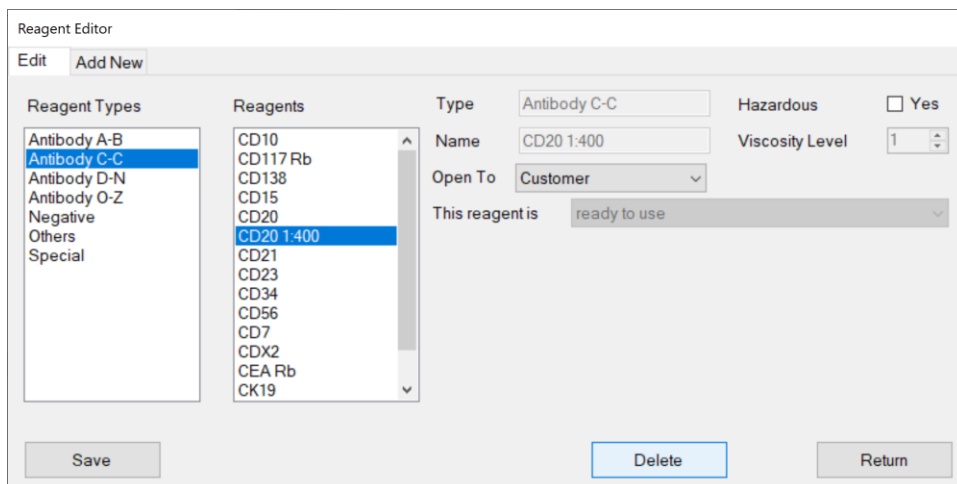 Reagent Editor
Edit
Add New
Reagent Types
Antibody A-B
Antibody C-C
Antibody D-N
Antibody O-Z
Negative
Others
Special
Reagents
CD10
CD117 Rb
CD138
CD15
CD20
CD20 1:400
CD21
CD23
CD34
CD56
CD7
CDX2
CEA Rb
CK19
Type
Antibody C-C
Name
CD20 1:400
Open To
Customer
This reagent is
ready to use
Hazardous
Yes
Viscosity Level
1
Save
Delete
Return